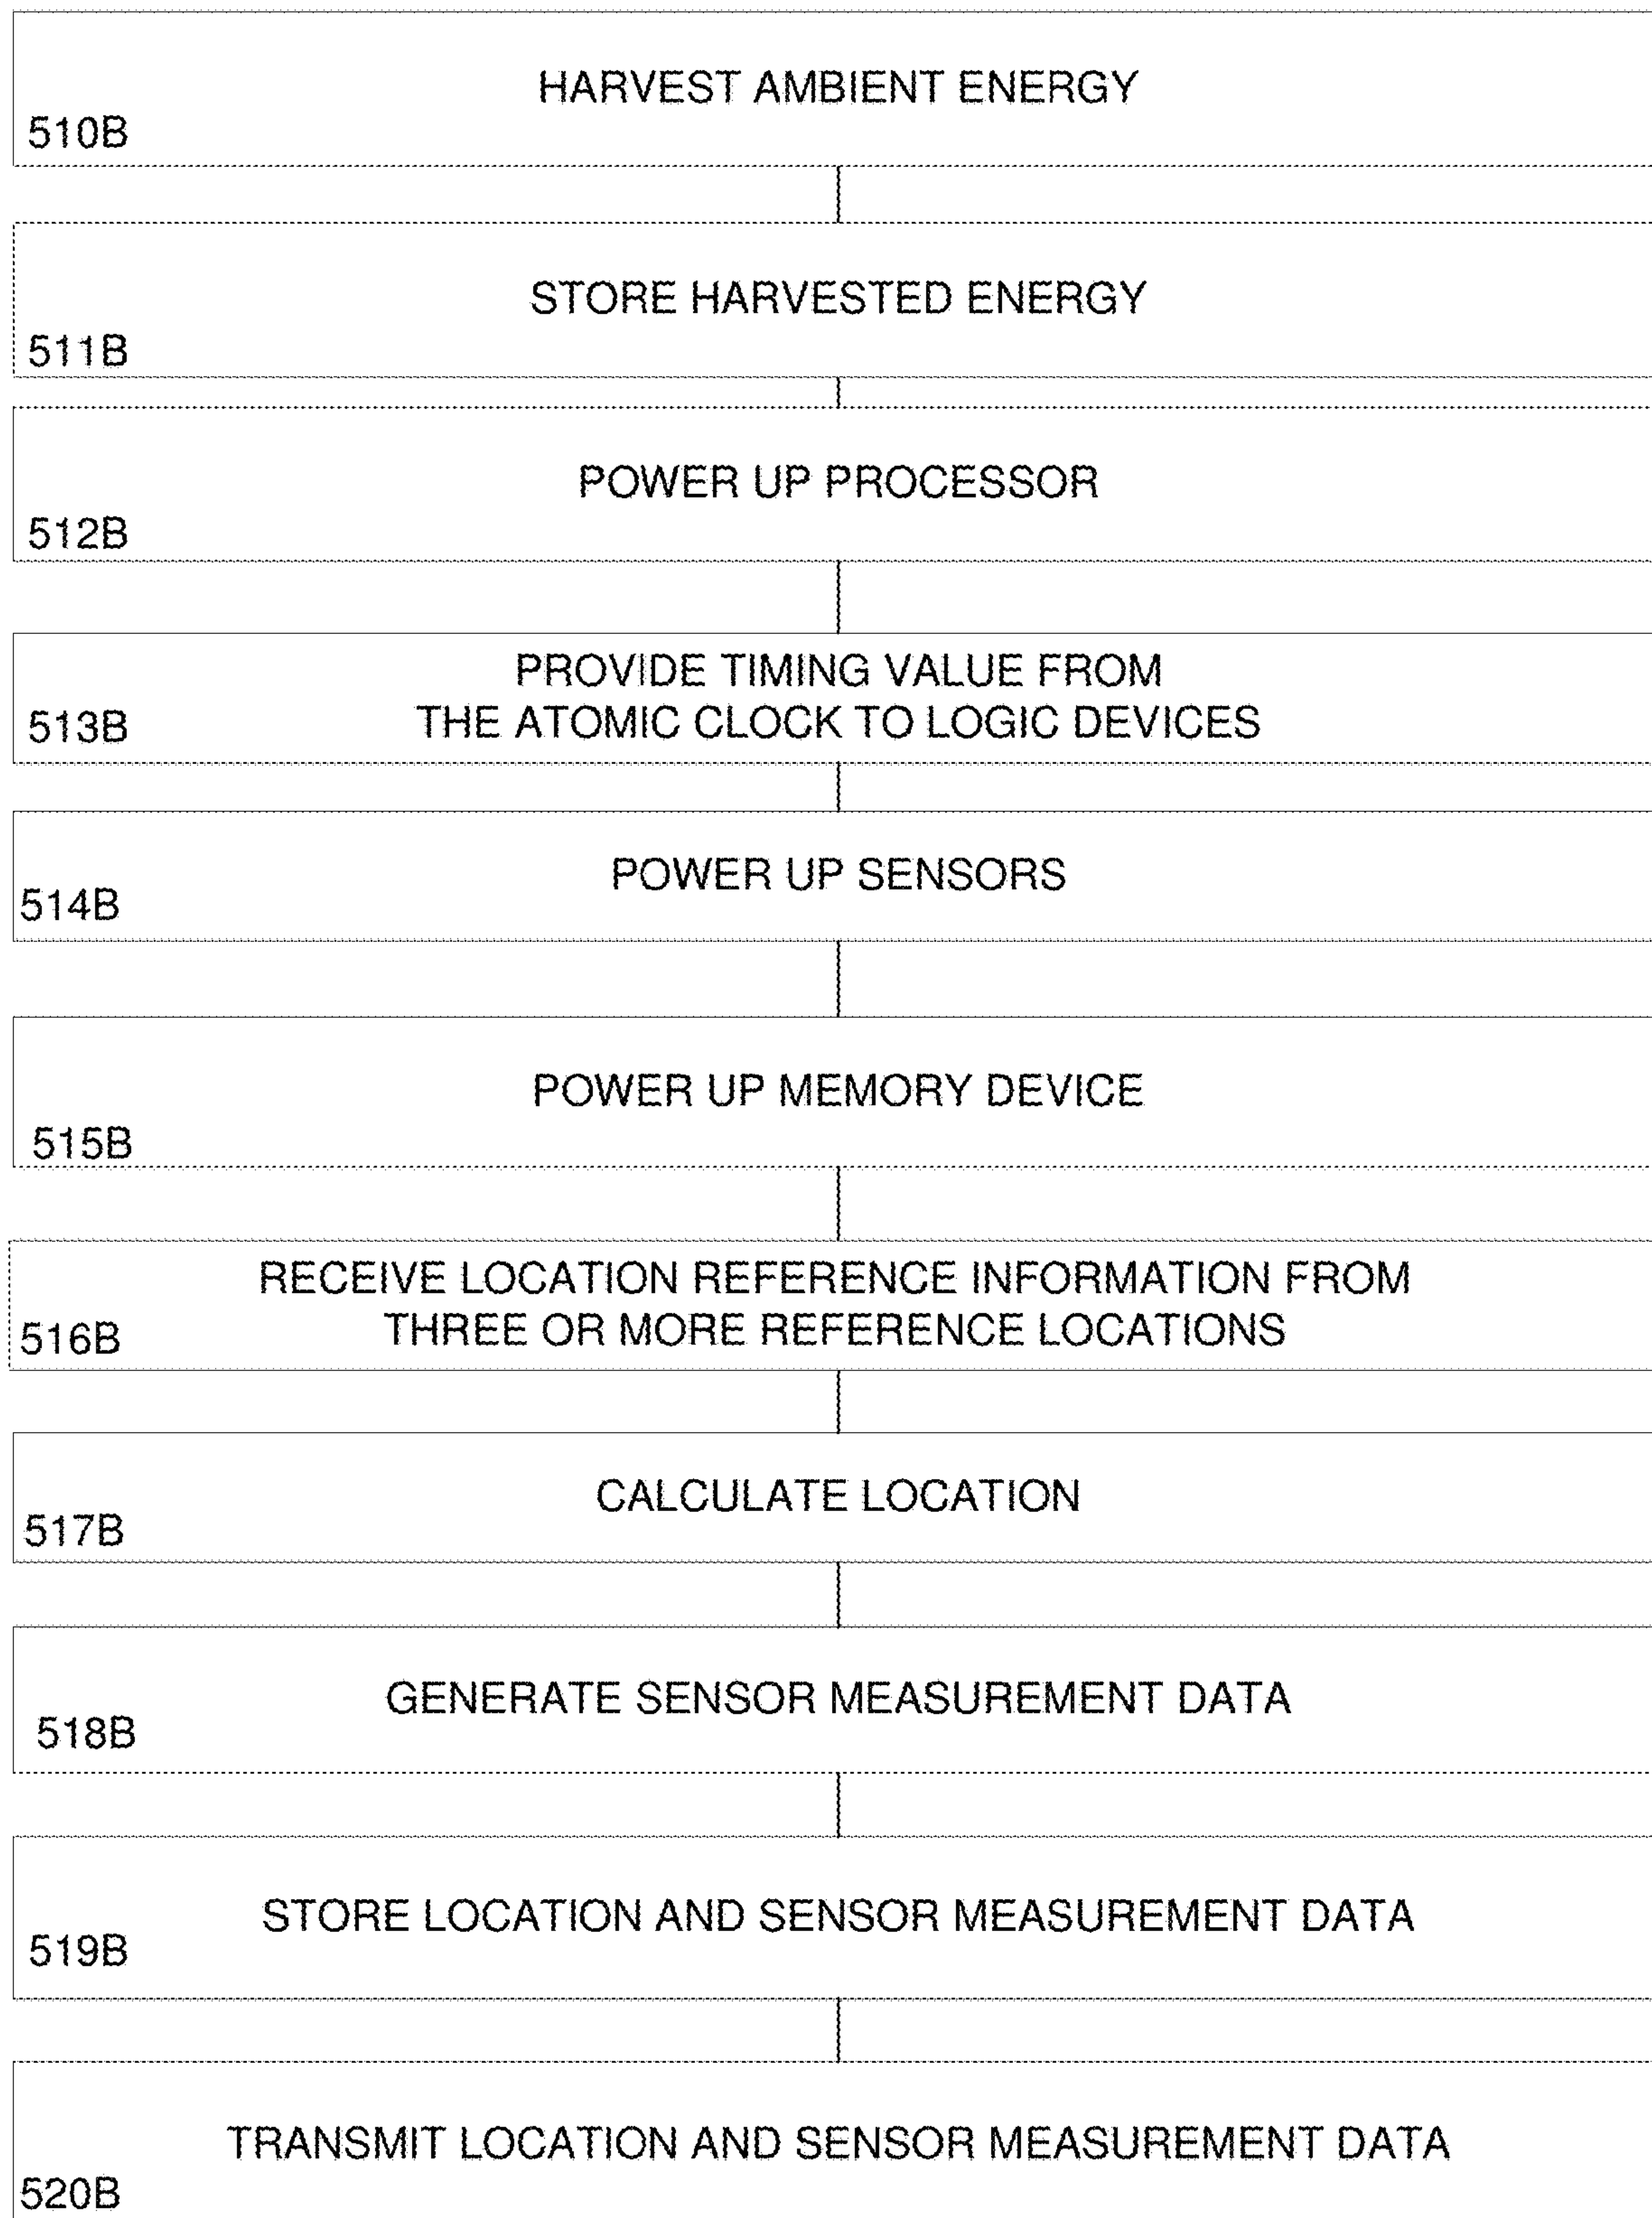 HARVEST AMBIENT ENERGY
510B
STORE HARVESTED ENERGY
511B
POWER UP PROCESSOR
512B
PROVIDE TIMING VALUE FROM
THE ATOMIC CLOCK TO LOGIC DEVICES
513B
POWER UP SENSORS
514B
POWER UP MEMORY DEVICE
515B
RECEIVE LOCATION REFERENCE INFORMATION FROM
THREE OR MORE REFERENCE LOCATIONS
516B
CALCULATE LOCATION
517B
GENERATE SENSOR MEASUREMENT DATA
518B
STORE LOCATION AND SENSOR MEASUREMENT DATA
519B
TRANSMIT LOCATION AND SENSOR MEASUREMENT DATA
520B